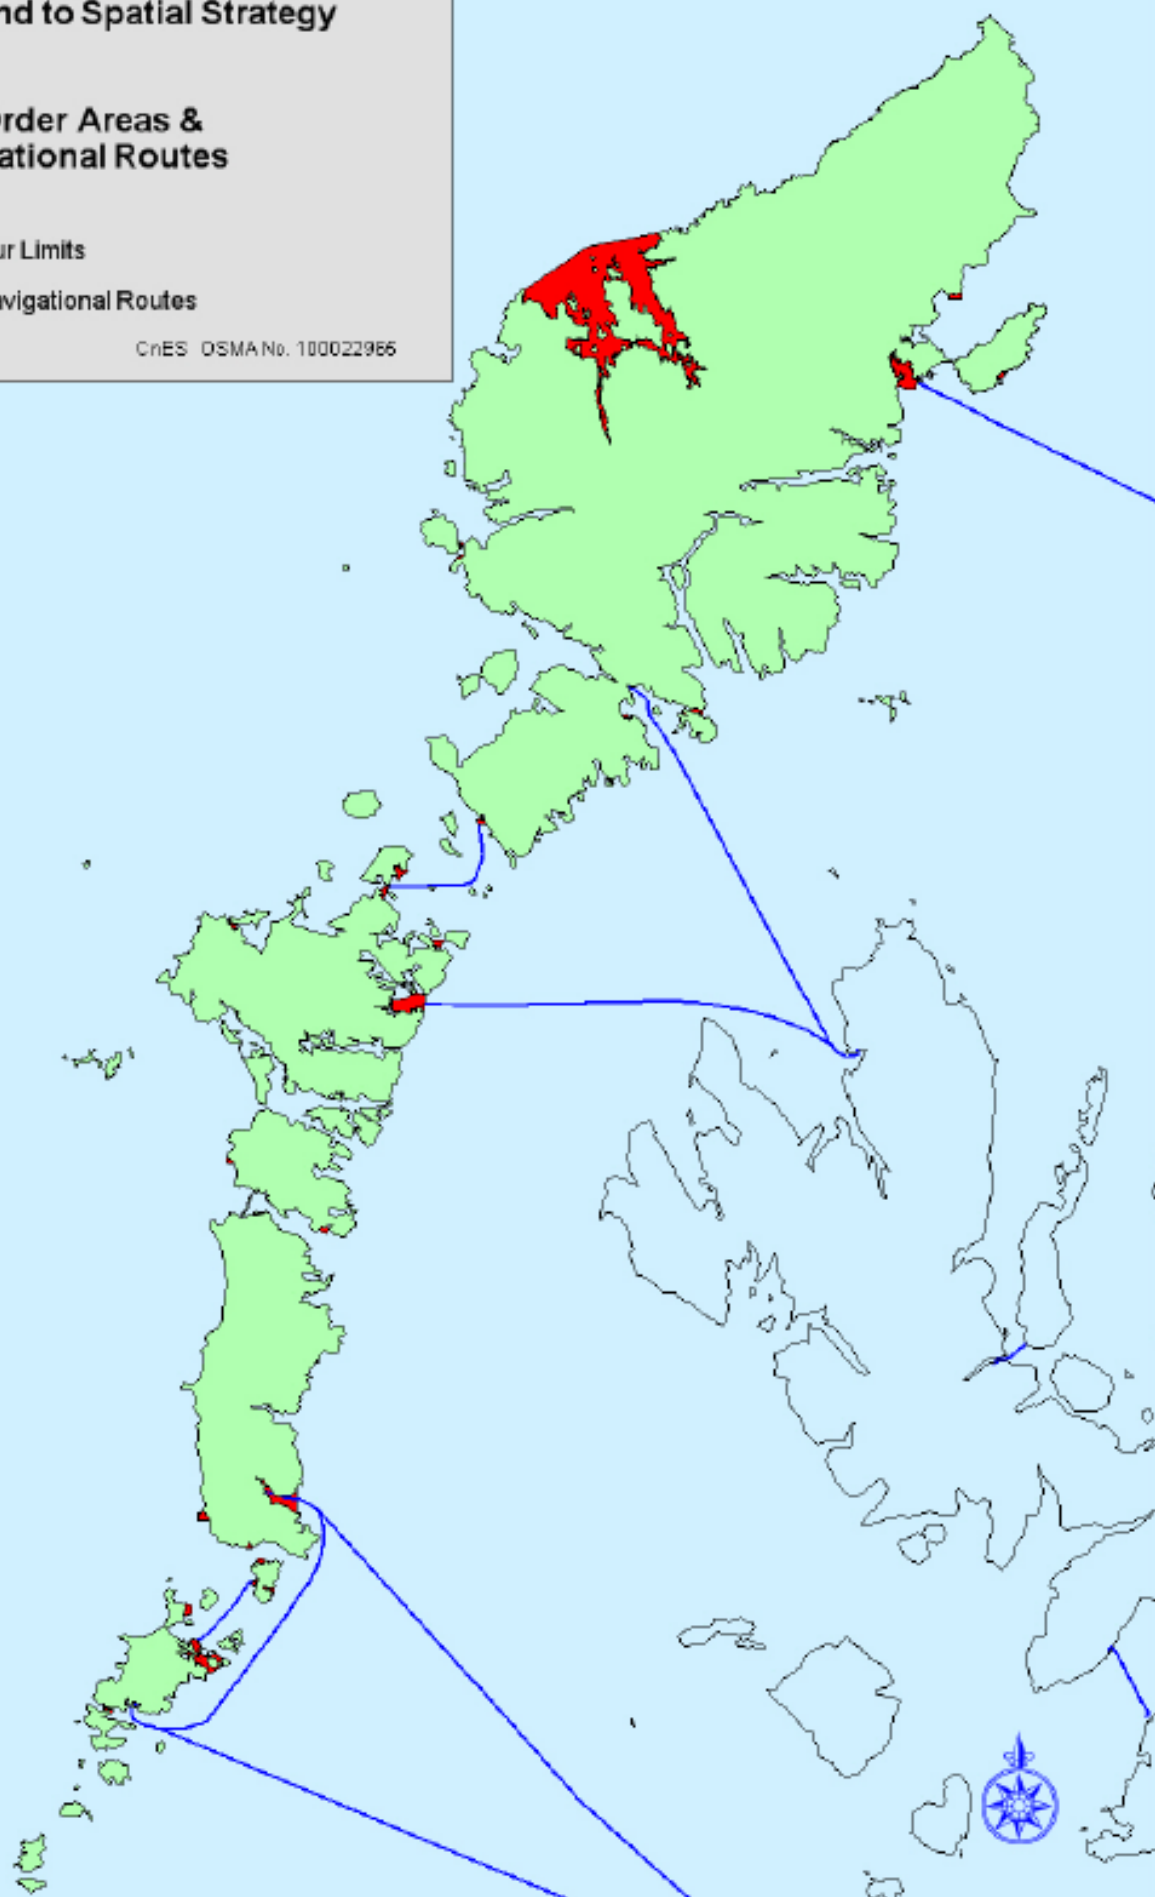 nd to Spatial Strategy
rder Areas &
ational Routes
ur Limits
vigational Routes
CnES OSMA No. 100022966